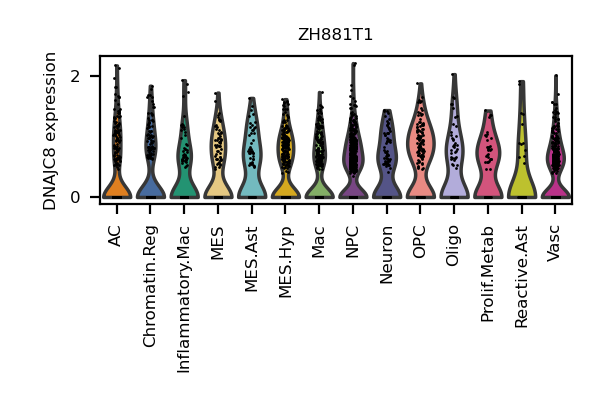 ZH881T1
DNAJC8 expression
2
0
AC
Chromatin.Reg
Inflammatory.Mac
MES
MES.Ast
MES.Hyp
Mac
NPC
Neuron
OPC
Oligo
Prolif.Metab
Reactive.Ast
Vasc